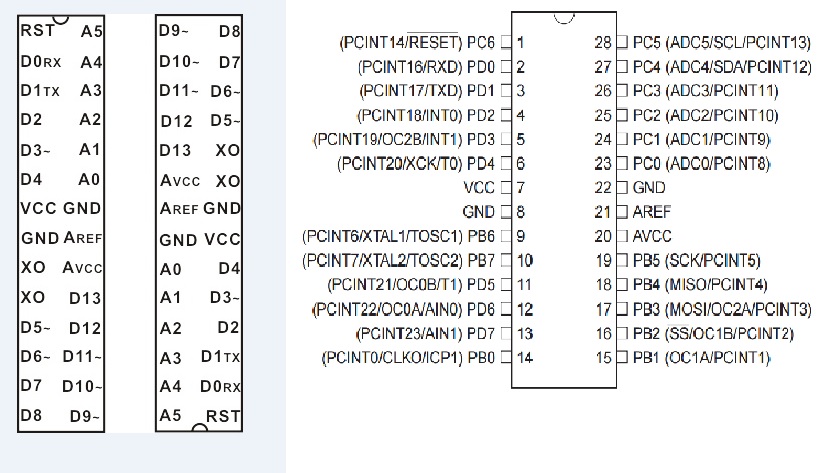 RST A5
D0RX A4
D1TX A3
D2 A2
D3~ A1
D4 A0
VCC GND
GND AREF
XO AVCC
XO D13
D5~ D12
D6~ D11~
D7 D10~
D8 D9~
D9~ D8
D10~ D7
D11~ D6~
D12 D5~
D13 XO
AVCC XO
AREF GND
GND VCC
A0 D4
A1 D3~
A2 D2
A3 D1TX
A4 D0RX
A5 RST
(PCINT14/RESET) PC6 1 28 PC5 (ADC5/SCL/PCINT13)
(PCINT16/RXD) PD0 2 27 PC4 (ADC4/SDA/PCINT12)
(PCINT17/TXD) PD1 3 26 PC3 (ADC3/PCINT11)
(PCINT18/INT0) PD2 4 25 PC2 (ADC2/PCINT10)
(PCINT19/OC2B/INT1) PD3 5 24 PC1 (ADC1/PCINT9)
(PCINT20/XCK/T0) PD4 6 23 PC0 (ADC0/PCINT8)
VCC 7 22 GND
GND 8 21 AREF
(PCINT6/XTAL1/TOSC1) PB6 9 20 AVCC
(PCINT7/XTAL2/TOSC2) PB7 10 19 PB5 (SCK/PCINT5)
(PCINT21/OC0B/T1) PD5 11 18 PB4 (MISO/PCINT4)
(PCINT22/OC0A/AIN0) PD6 12 17 PB3 (MOSI/OC2A/PCINT3)
(PCINT23/AIN1) PD7 13 16 PB2 (SS/OC1B/PCINT2)
(PCINT0/CLKO/ICP1) PB0 14 15 PB1 (OC1A/PCINT1)